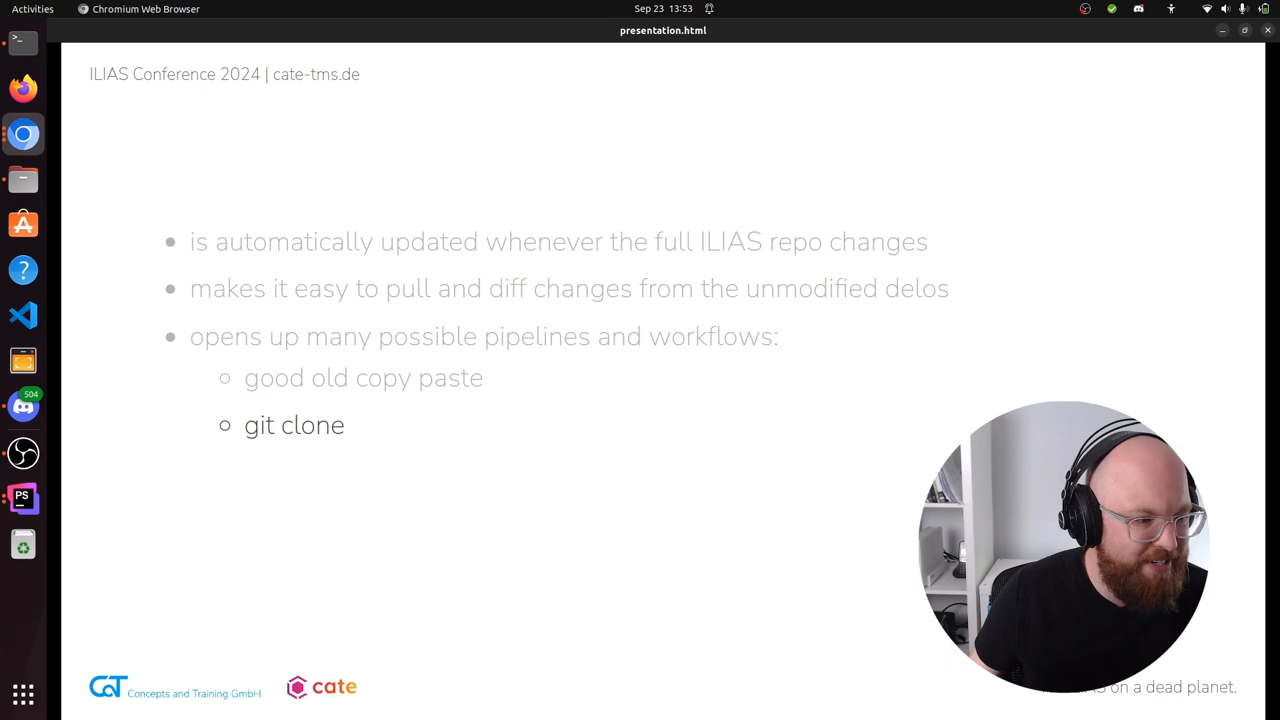 Activities
Chromium Web Browser
Sep 23 13:53
presentation.html
ILIAS Conference 2024 | cate-tms.de
is automatically updated whenever the full ILIAS repo changes
makes it easy to pull and diff changes from the unmodified delos
opens up many possible pipelines and workflows:
good old copy paste
git clone
504
PS
CaT Concepts and Training GmbH
cate
on a dead planet.